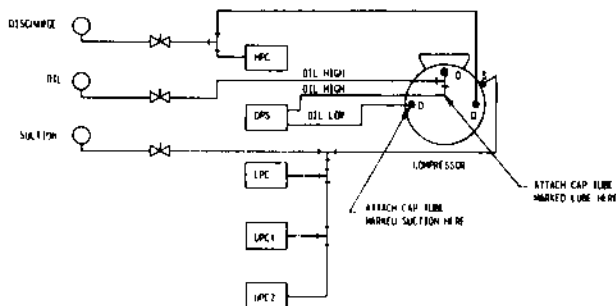 DISCHARGE
HPC
OIL
OIL HIGH
OIL HIGH
OPS
OIL LOW
SUCTION
COMPRESSOR
LPC
ATTACH CAP TUBE
MARKED LUBE HERE
ATTACH CAP TUBE
MARKED SUCTION HERE
UPC1
UPC2